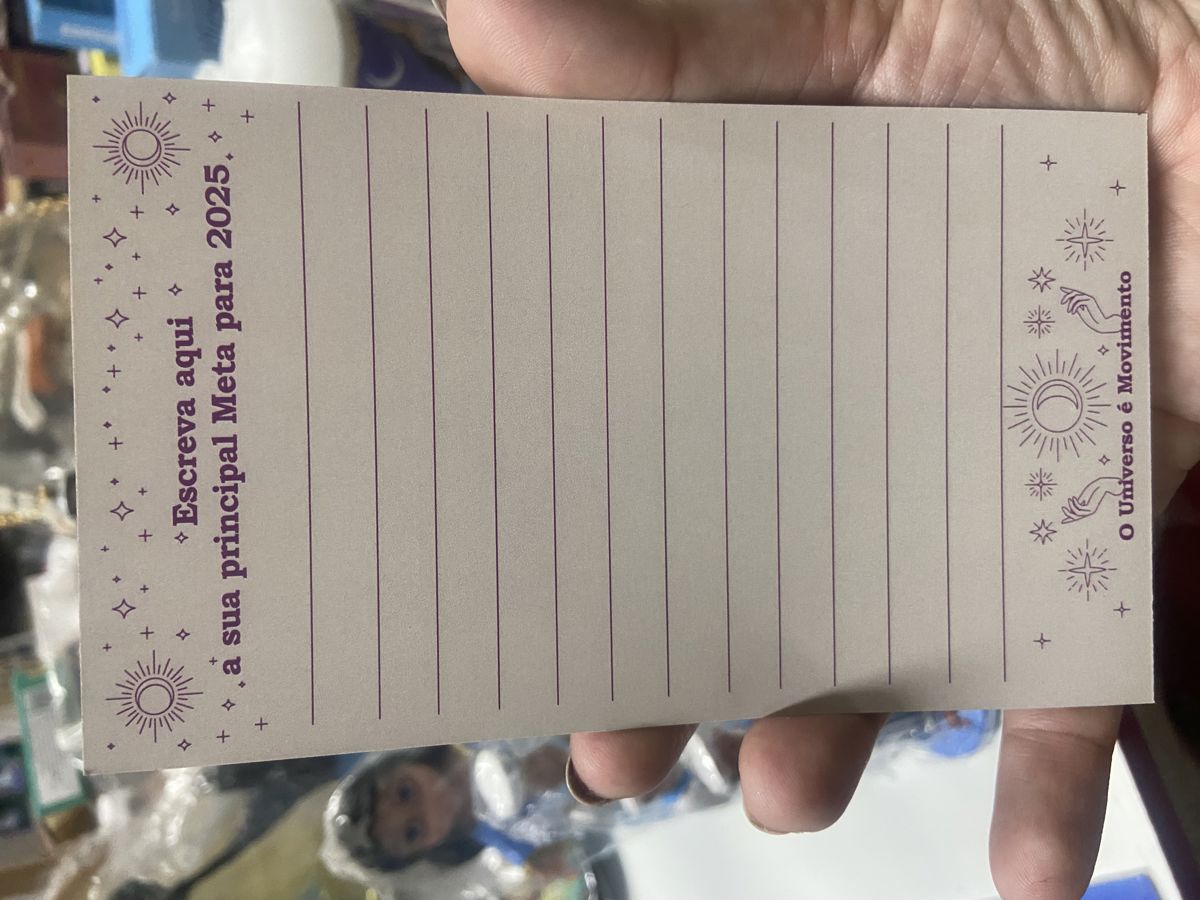 Escreva aqui
a sua principal Meta para 2025.
O Universo é Movimento